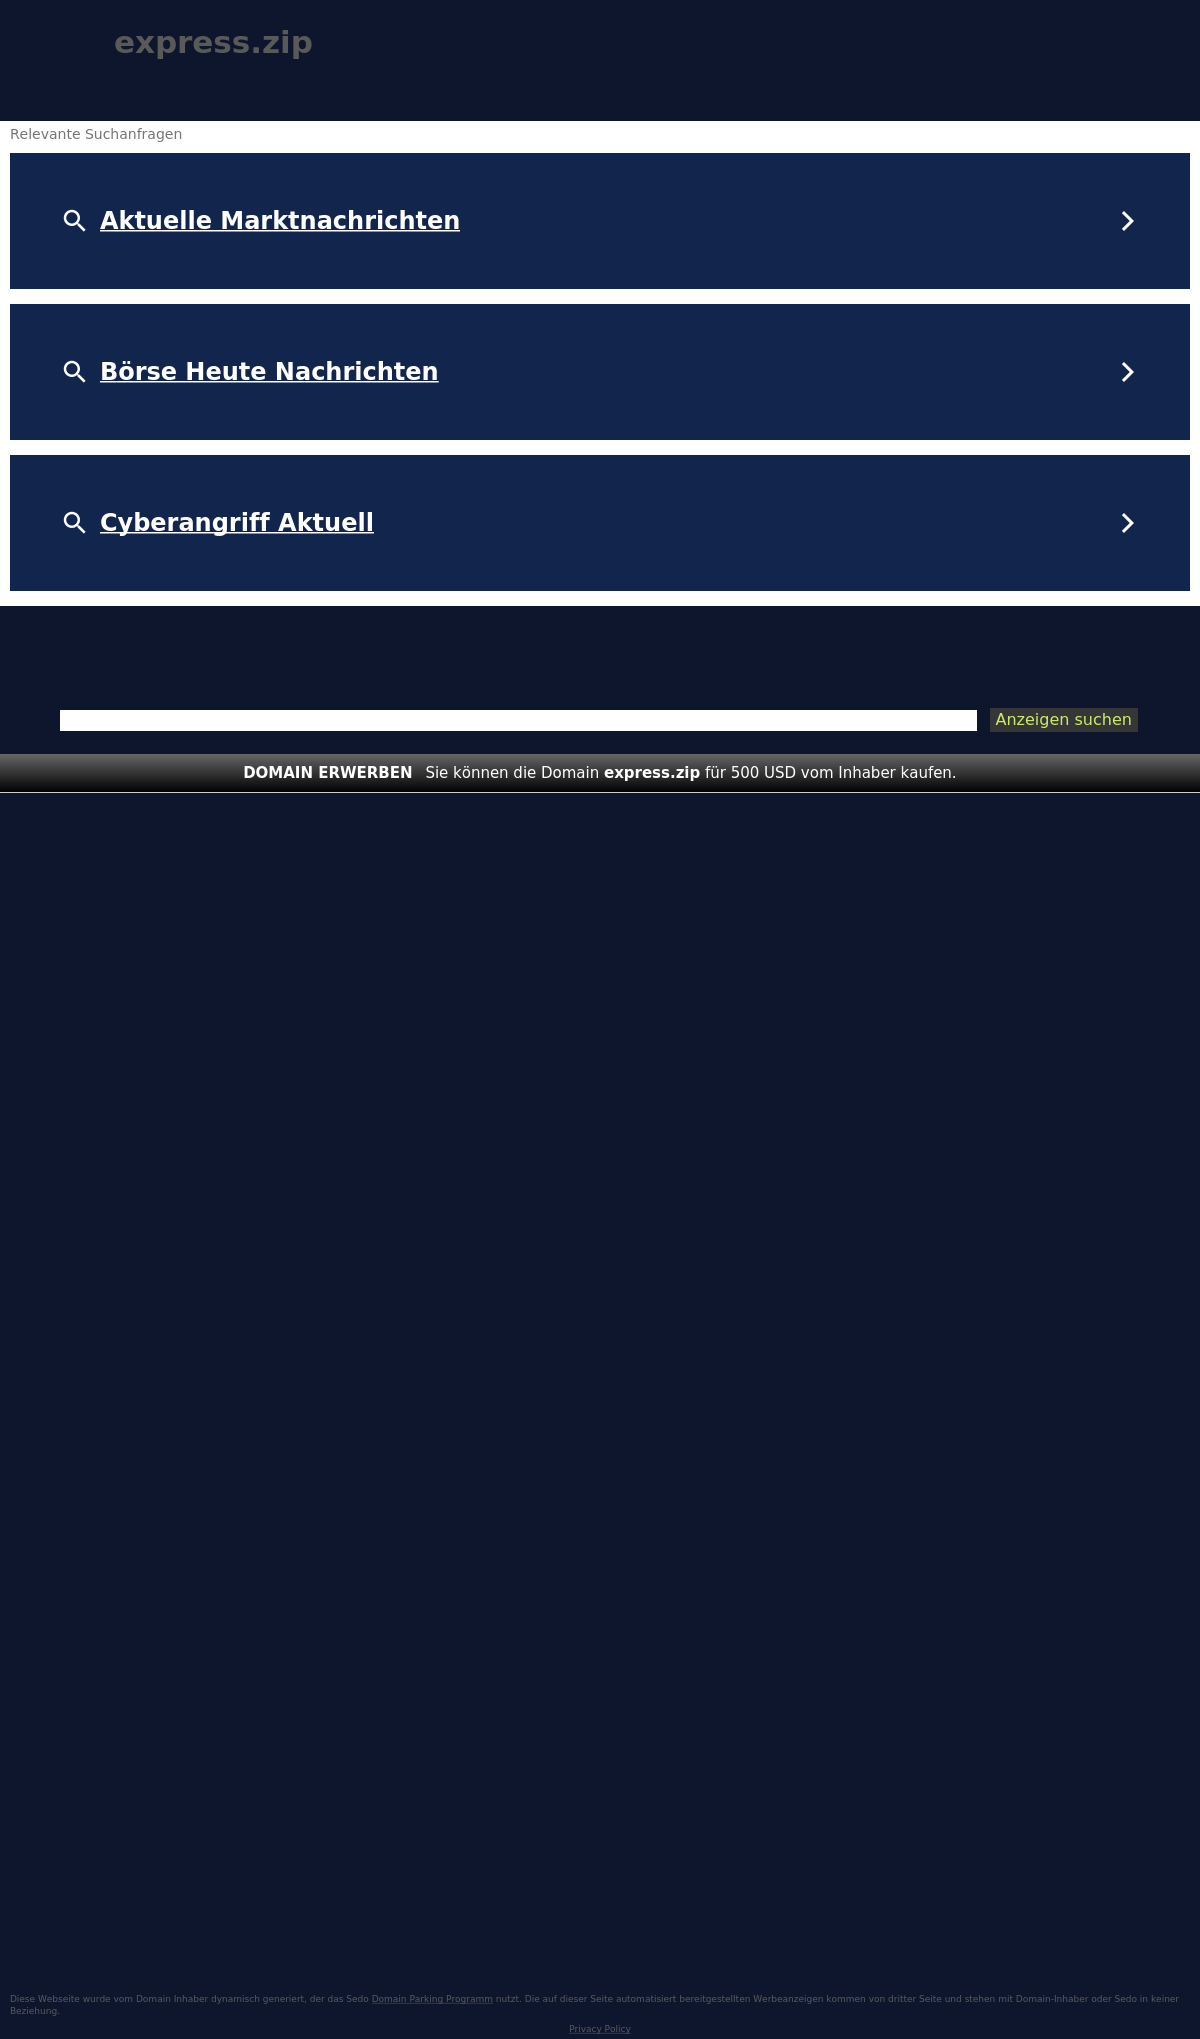 express.zip
Relevante Suchanfragen
Aktuelle Marktnachrichten
Börse Heute Nachrichten
Cyberangriff Aktuell
Anzeigen suchen
DOMAIN ERWERBEN Sie können die Domain express.zip für 500 USD vom Inhaber kaufen.
Diese Webseite wurde vom Domain Inhaber dynamisch generiert, der das Sedo Domain Parking Programm nutzt. Die auf dieser Seite automatisiert bereitgestellten Werbeanzeigen kommen von dritter Seite und stehen mit Domain-Inhaber oder Sedo in keiner
Beziehung.
Privacy Policy